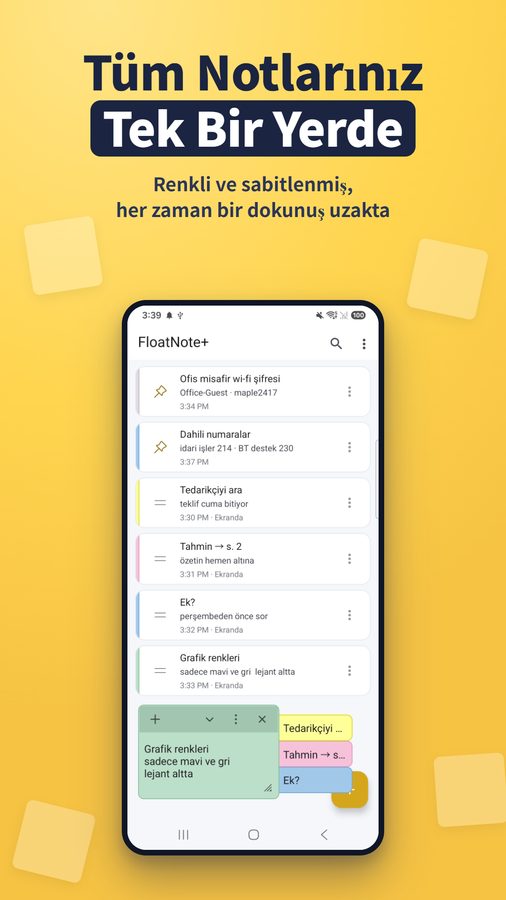 Tüm Notlarınız
Tek Bir Yerde
Renkli ve sabitlenmiş,
her zaman bir dokunuş uzakta
3:39
100
FloatNote+
Ofis misafir wi-fi şifresi
Office-Guest · maple2417
3:34 PM
Dahili numaralar
idari işler 214 · BT destek 230
3:37 PM
Tedarikçiyi ara
teklif cuma bitiyor
3:30 PM · Ekranda
Tahmin → s. 2
özetin hemen altına
3:31 PM · Ekranda
Ek?
perşembeden önce sor
3:32 PM · Ekranda
Grafik renkleri
sadece mavi ve gri lejant altta
3:33 PM · Ekranda
Grafik renkleri
sadece mavi ve gri
lejant altta
Tedarikçiyi ...
Tahmin → s...
Ek?